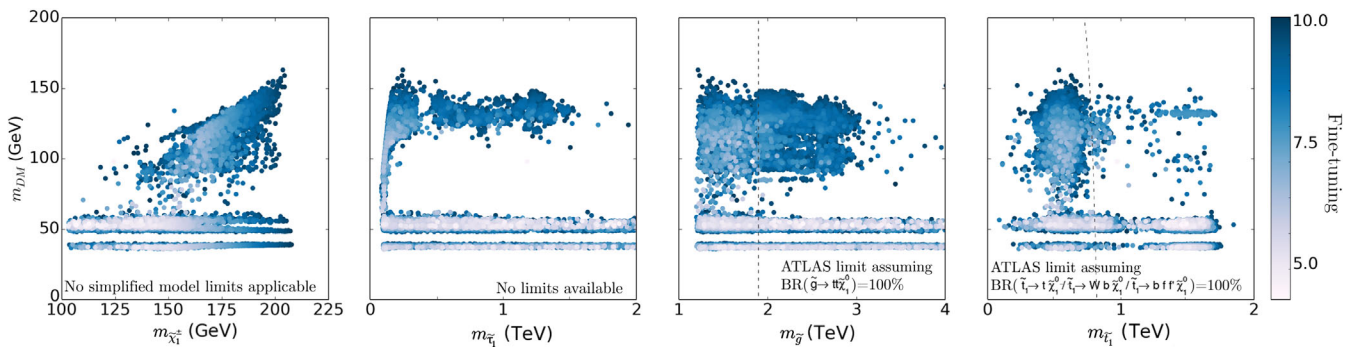 200
150
100
50
0
m_DM (GeV)
100 125 150 175 200 225 250
m_χ̃₁^± (GeV)
No simplified model limits applicable
0 1 2
m_τ̃₁ (TeV)
No limits available
1 2 3 4
m_g̃ (TeV)
ATLAS limit assuming
BR(g̃→tt̄χ̃₁⁰)=100%
0 1 2
m_t̃₁ (TeV)
ATLAS limit assuming
BR(t̃₁→t χ̃₁⁰/t̃₁→W b χ̃₁⁰/t̃₁→b f f' χ̃₁⁰)=100%
10.0
7.5
5.0
Fine-tuning